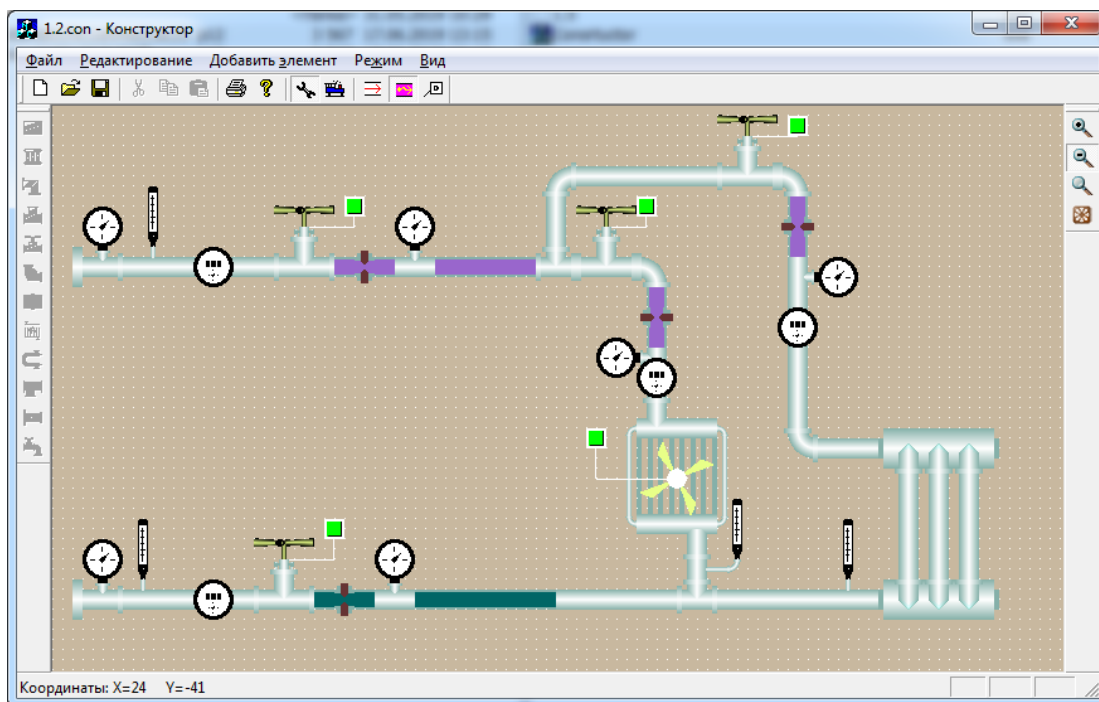 1.2.con - Конструктор
Файл Редактирование Добавить элемент Режим Вид
Координаты: X=24 Y=-41